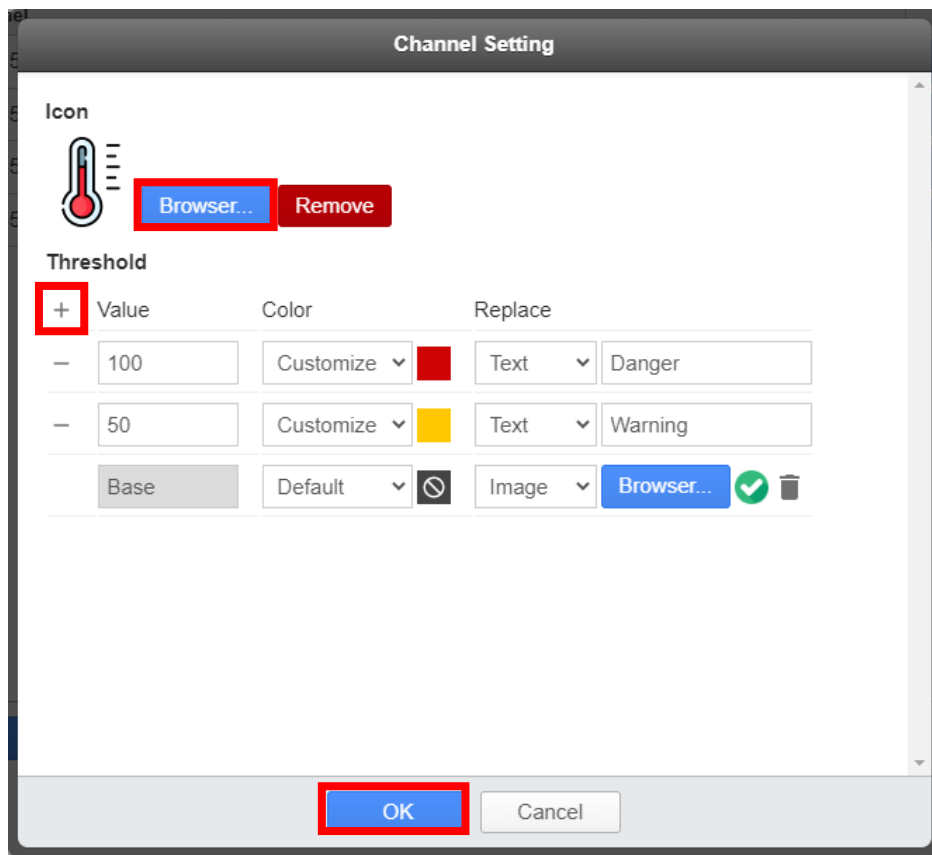 Channel Setting
Icon
Browser... Remove
Threshold
+ Value Color Replace
− 100 Customize Text Danger
− 50 Customize Text Warning
Base Default Image Browser...
OK Cancel